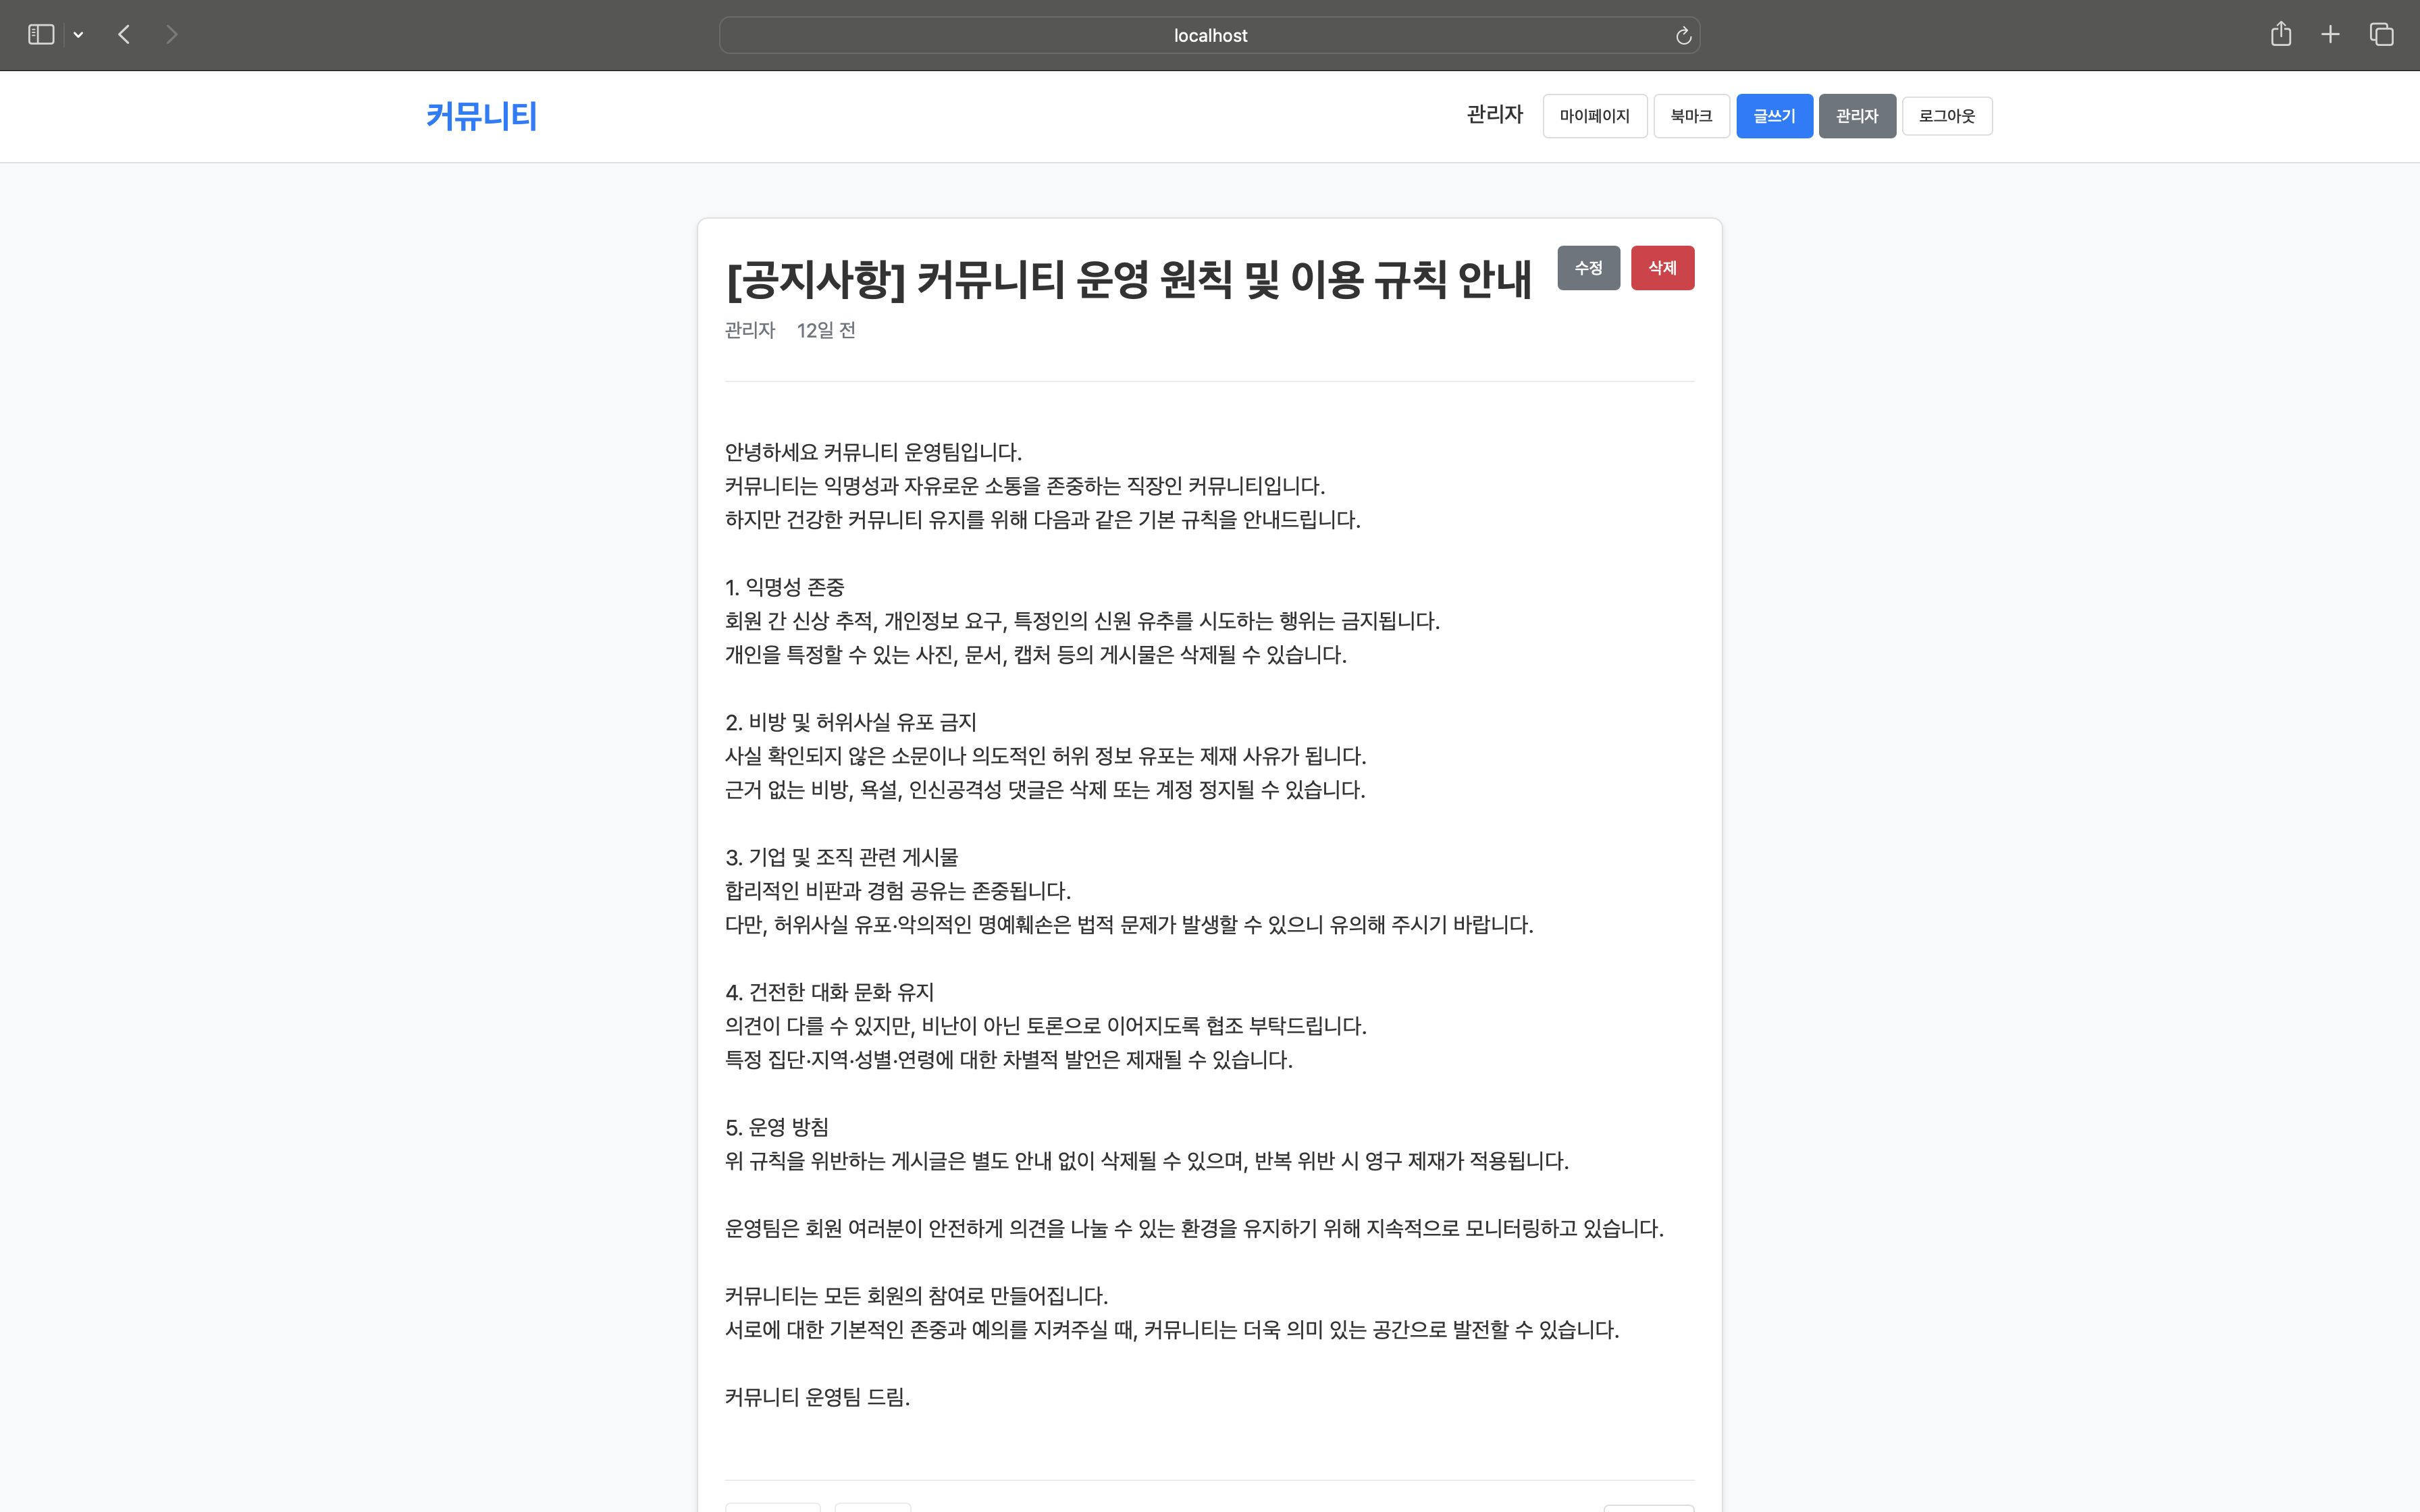 localhost
커뮤니티
관리자 마이페이지 북마크 글쓰기 관리자 로그아웃
[공지사항] 커뮤니티 운영 원칙 및 이용 규칙 안내 수정 삭제
관리자 12일 전
안녕하세요 커뮤니티 운영팀입니다.
커뮤니티는 익명성과 자유로운 소통을 존중하는 직장인 커뮤니티입니다.
하지만 건강한 커뮤니티 유지를 위해 다음과 같은 기본 규칙을 안내드립니다.
1. 익명성 존중
회원 간 신상 추적, 개인정보 요구, 특정인의 신원 유추를 시도하는 행위는 금지됩니다.
개인을 특정할 수 있는 사진, 문서, 캡처 등의 게시물은 삭제될 수 있습니다.
2. 비방 및 허위사실 유포 금지
사실 확인되지 않은 소문이나 의도적인 허위 정보 유포는 제재 사유가 됩니다.
근거 없는 비방, 욕설, 인신공격성 댓글은 삭제 또는 계정 정지될 수 있습니다.
3. 기업 및 조직 관련 게시물
합리적인 비판과 경험 공유는 존중됩니다.
다만, 허위사실 유포·악의적인 명예훼손은 법적 문제가 발생할 수 있으니 유의해 주시기 바랍니다.
4. 건전한 대화 문화 유지
의견이 다를 수 있지만, 비난이 아닌 토론으로 이어지도록 협조 부탁드립니다.
특정 집단·지역·성별·연령에 대한 차별적 발언은 제재될 수 있습니다.
5. 운영 방침
위 규칙을 위반하는 게시글은 별도 안내 없이 삭제될 수 있으며, 반복 위반 시 영구 제재가 적용됩니다.
운영팀은 회원 여러분이 안전하게 의견을 나눌 수 있는 환경을 유지하기 위해 지속적으로 모니터링하고 있습니다.
커뮤니티는 모든 회원의 참여로 만들어집니다.
서로에 대한 기본적인 존중과 예의를 지켜주실 때, 커뮤니티는 더욱 의미 있는 공간으로 발전할 수 있습니다.
커뮤니티 운영팀 드림.